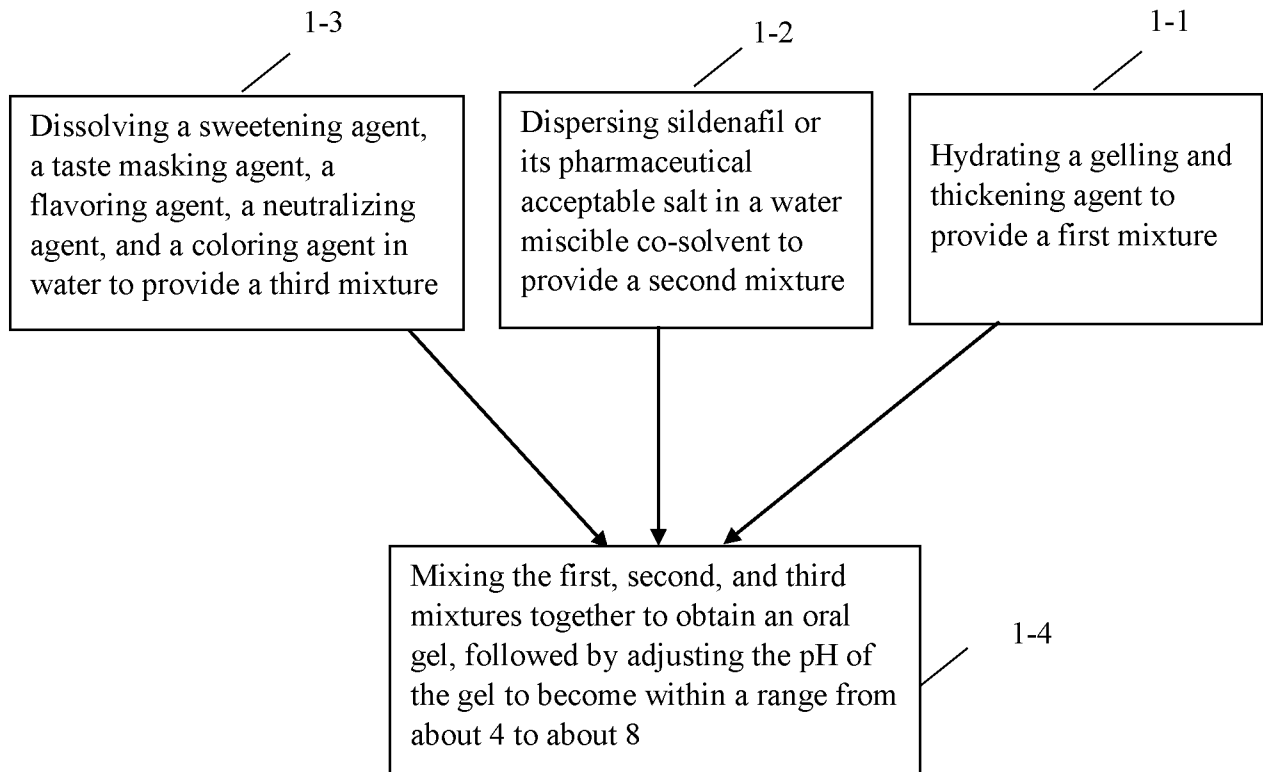 1-3
1-2
1-1
Dissolving a sweetening agent,
a taste masking agent, a
flavoring agent, a neutralizing
agent, and a coloring agent in
water to provide a third mixture
Dispersing sildenafil or
its pharmaceutical
acceptable salt in a water
miscible co-solvent to
provide a second mixture
Hydrating a gelling and
thickening agent to
provide a first mixture
Mixing the first, second, and third
mixtures together to obtain an oral
gel, followed by adjusting the pH of
the gel to become within a range from
about 4 to about 8
1-4